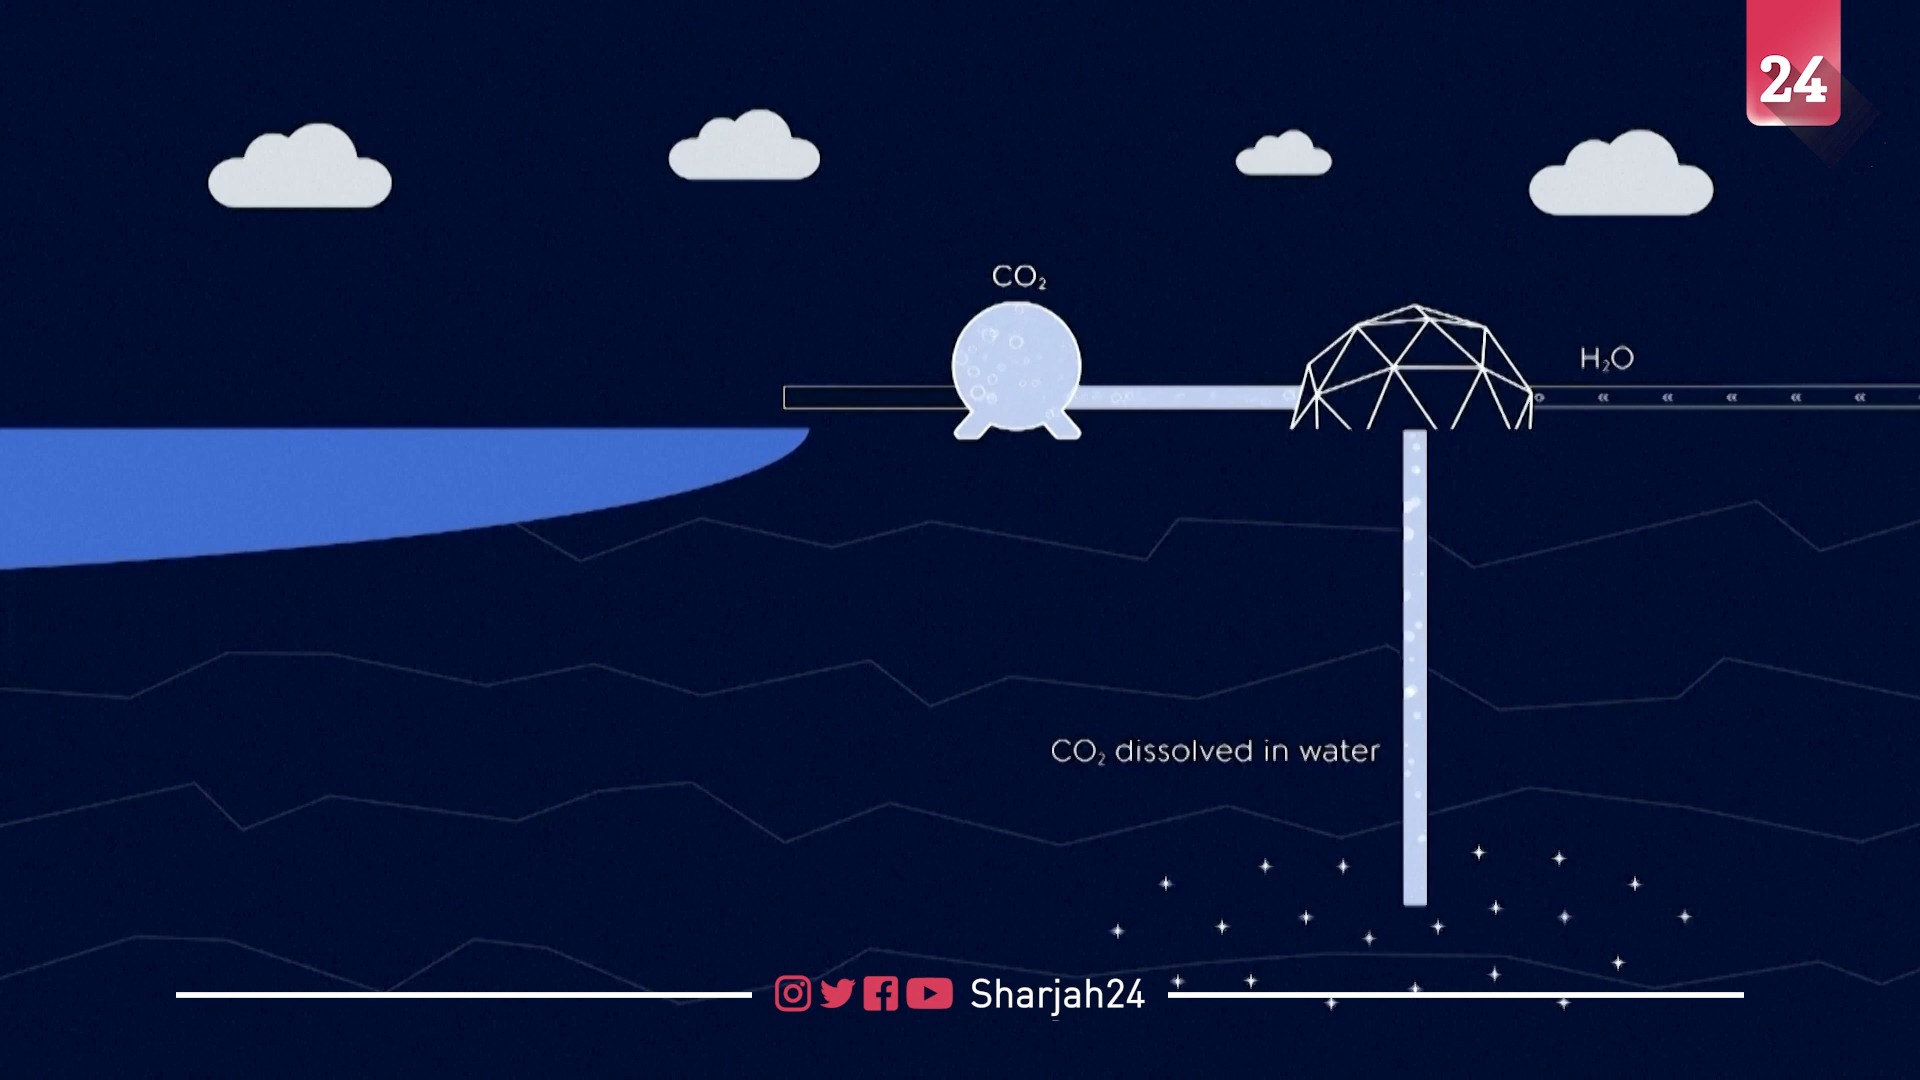 24
CO₂
H₂O
CO₂ dissolved in water
Sharjah24